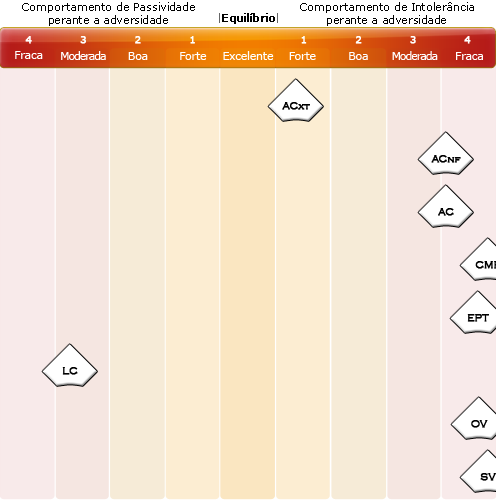 Comportamento de Passividade
perante a adversidade
|Equilíbrio|
Comportamento de Intolerância
perante a adversidade
4 3 2 1 1 2 3 4
Fraca Moderada Boa Forte Excelente Forte Boa Moderada Fraca
ACxt
ACnf
AC
CMF
EPT
LC
OV
SV